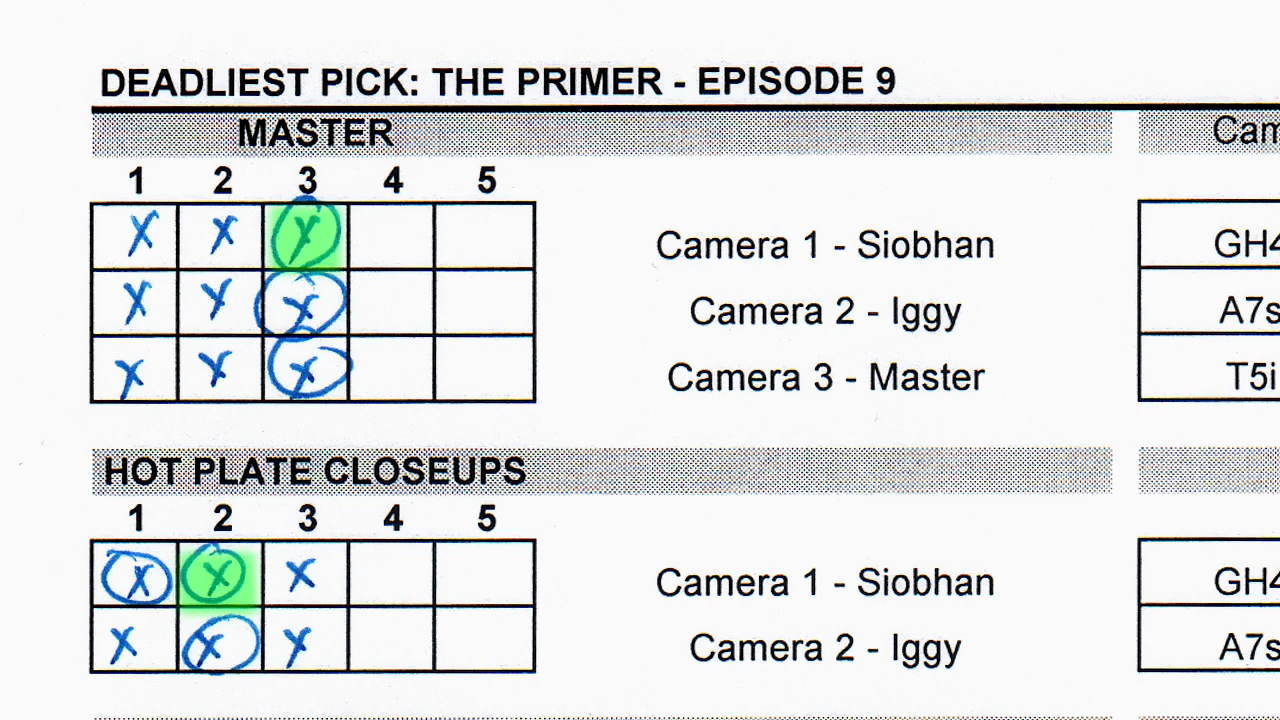 DEADLIEST PICK: THE PRIMER - EPISODE 9
MASTER
Cam
1 2 3 4 5
X X X Camera 1 - Siobhan GH4
X X X Camera 2 - Iggy A7s
X X X Camera 3 - Master T5i
HOT PLATE CLOSEUPS
1 2 3 4 5
X X X Camera 1 - Siobhan GH4
X X X Camera 2 - Iggy A7s